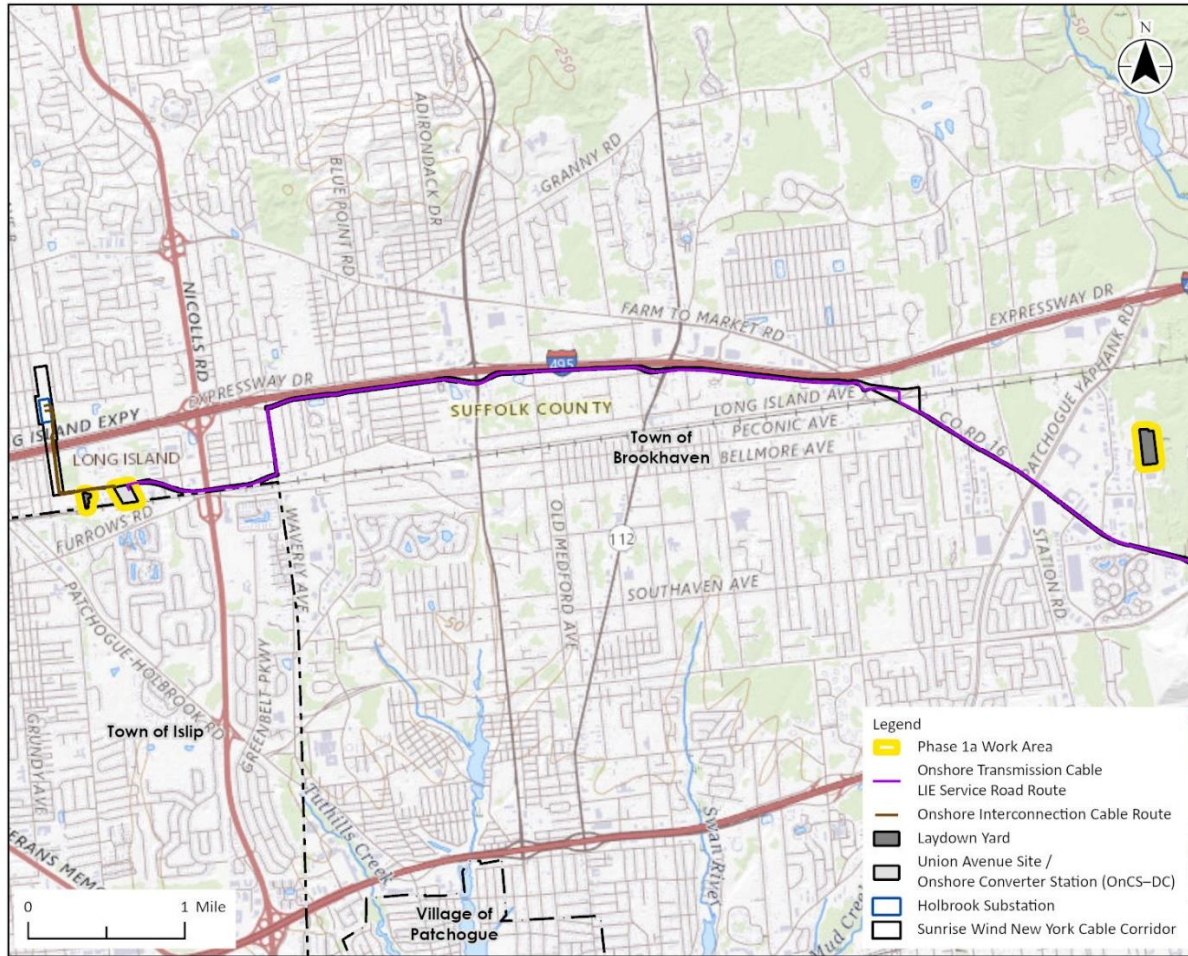 50
N
250
ADIRONDACK DR
BLUE POINT RD
GRANNY RD
NICOLLS RD
FARM TO MARKET RD
EXPRESSWAY DR
EXPRESSWAY DR
495
PATCHOGUE YAPHANK RD
SUFFOLK COUNTY
LONG ISLAND AVE
PECONIC AVE
BELLMORE AVE
Town of
Brookhaven
CO RD 16
G ISLAND EXPY
LONG ISLAND
FURROWS RD
WAVERLY AVE
OLD MEDFORD AVE
112
STATION RD
SOUTHAVEN AVE
PATCHOGUE-HOLBROOK RD
50
GREENBELT PKWY
Town of Islip
GRUNDY AVE
Tuthills Creek
Swan River
Mud Creek
ERANS MEMO
Village of
Patchogue
0 1 Mile
Legend
Phase 1a Work Area
Onshore Transmission Cable
LIE Service Road Route
Onshore Interconnection Cable Route
Laydown Yard
Union Avenue Site /
Onshore Converter Station (OnCS–DC)
Holbrook Substation
Sunrise Wind New York Cable Corridor